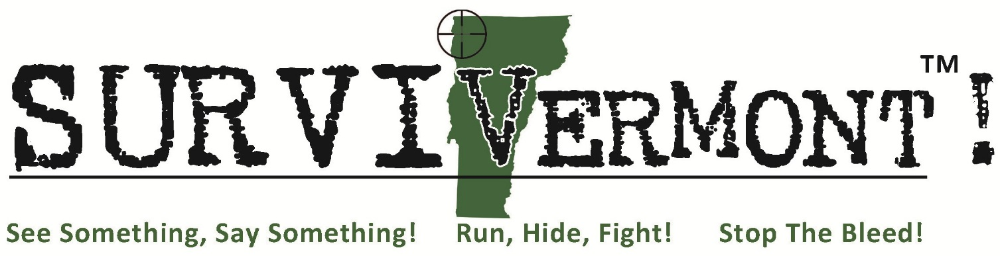 SURVIVERMONT™!
See Something, Say Something! Run, Hide, Fight! Stop The Bleed!